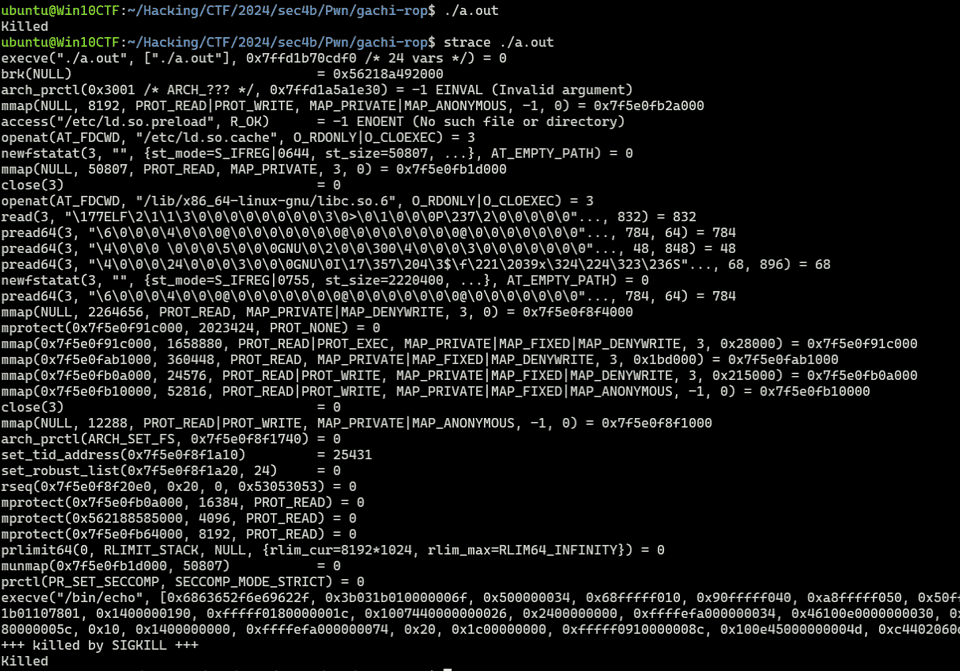 ubuntu@Win10CTF:~/Hacking/CTF/2024/sec4b/Pwn/gachi-rop$ ./a.out
Killed
ubuntu@Win10CTF:~/Hacking/CTF/2024/sec4b/Pwn/gachi-rop$ strace ./a.out
execve("./a.out", ["./a.out"], 0x7ffd1b70cdf0 /* 24 vars */) = 0
brk(NULL) = 0x56218a492000
arch_prctl(0x3001 /* ARCH_??? */, 0x7ffd1a5a1e30) = -1 EINVAL (Invalid argument)
mmap(NULL, 8192, PROT_READ|PROT_WRITE, MAP_PRIVATE|MAP_ANONYMOUS, -1, 0) = 0x7f5e0fb2a000
access("/etc/ld.so.preload", R_OK) = -1 ENOENT (No such file or directory)
openat(AT_FDCWD, "/etc/ld.so.cache", O_RDONLY|O_CLOEXEC) = 3
newfstatat(3, "", {st_mode=S_IFREG|0644, st_size=50807, ...}, AT_EMPTY_PATH) = 0
mmap(NULL, 50807, PROT_READ, MAP_PRIVATE, 3, 0) = 0x7f5e0fb1d000
close(3) = 0
openat(AT_FDCWD, "/lib/x86_64-linux-gnu/libc.so.6", O_RDONLY|O_CLOEXEC) = 3
read(3, "\177ELF\2\1\1\3\0\0\0\0\0\0\0\0\3\0>\0\1\0\0\0P\237\2\0\0\0\0\0"..., 832) = 832
pread64(3, "\6\0\0\0\4\0\0\0@\0\0\0\0\0\0\0@\0\0\0\0\0\0\0@\0\0\0\0\0\0\0"..., 784, 64) = 784
pread64(3, "\4\0\0\0 \0\0\0\5\0\0\0GNU\0\2\0\0\300\4\0\0\0\3\0\0\0\0\0\0\0"..., 48, 848) = 48
pread64(3, "\4\0\0\0\24\0\0\0\3\0\0\0GNU\0I\17\357\204\3$\f\221\2039x\324\224\323\236S"..., 68, 896) = 68
newfstatat(3, "", {st_mode=S_IFREG|0755, st_size=2220400, ...}, AT_EMPTY_PATH) = 0
pread64(3, "\6\0\0\0\4\0\0\0@\0\0\0\0\0\0\0@\0\0\0\0\0\0\0@\0\0\0\0\0\0\0"..., 784, 64) = 784
mmap(NULL, 2264656, PROT_READ, MAP_PRIVATE|MAP_DENYWRITE, 3, 0) = 0x7f5e0f8f4000
mprotect(0x7f5e0f91c000, 2023424, PROT_NONE) = 0
mmap(0x7f5e0f91c000, 1658880, PROT_READ|PROT_EXEC, MAP_PRIVATE|MAP_FIXED|MAP_DENYWRITE, 3, 0x28000) = 0x7f5e0f91c000
mmap(0x7f5e0fab1000, 360448, PROT_READ, MAP_PRIVATE|MAP_FIXED|MAP_DENYWRITE, 3, 0x1bd000) = 0x7f5e0fab1000
mmap(0x7f5e0fb0a000, 24576, PROT_READ|PROT_WRITE, MAP_PRIVATE|MAP_FIXED|MAP_DENYWRITE, 3, 0x215000) = 0x7f5e0fb0a000
mmap(0x7f5e0fb10000, 52816, PROT_READ|PROT_WRITE, MAP_PRIVATE|MAP_FIXED|MAP_ANONYMOUS, -1, 0) = 0x7f5e0fb10000
close(3) = 0
mmap(NULL, 12288, PROT_READ|PROT_WRITE, MAP_PRIVATE|MAP_ANONYMOUS, -1, 0) = 0x7f5e0f8f1000
arch_prctl(ARCH_SET_FS, 0x7f5e0f8f1740) = 0
set_tid_address(0x7f5e0f8f1a10) = 25431
set_robust_list(0x7f5e0f8f1a20, 24) = 0
rseq(0x7f5e0f8f20e0, 0x20, 0, 0x53053053) = 0
mprotect(0x7f5e0fb0a000, 16384, PROT_READ) = 0
mprotect(0x562188585000, 4096, PROT_READ) = 0
mprotect(0x7f5e0fb64000, 8192, PROT_READ) = 0
prlimit64(0, RLIMIT_STACK, NULL, {rlim_cur=8192*1024, rlim_max=RLIM64_INFINITY}) = 0
munmap(0x7f5e0fb1d000, 50807) = 0
prctl(PR_SET_SECCOMP, SECCOMP_MODE_STRICT) = 0
execve("/bin/echo", [0x6863652f6e69622f, 0x3b031b010000006f, 0x500000034, 0x68fffff010, 0x90fffff040, 0xa8fffff050, 0x50ff
1b01107801, 0x1400000190, 0xfffff0180000001c, 0x1007440000000026, 0x2400000000, 0xffffefa000000034, 0x46100e0000000030, 0x
80000005c, 0x10, 0x1400000000, 0xffffefa000000074, 0x20, 0x1c00000000, 0xfffff0910000008c, 0x100e45000000004d, 0xc4402060d
+++ killed by SIGKILL +++
Killed